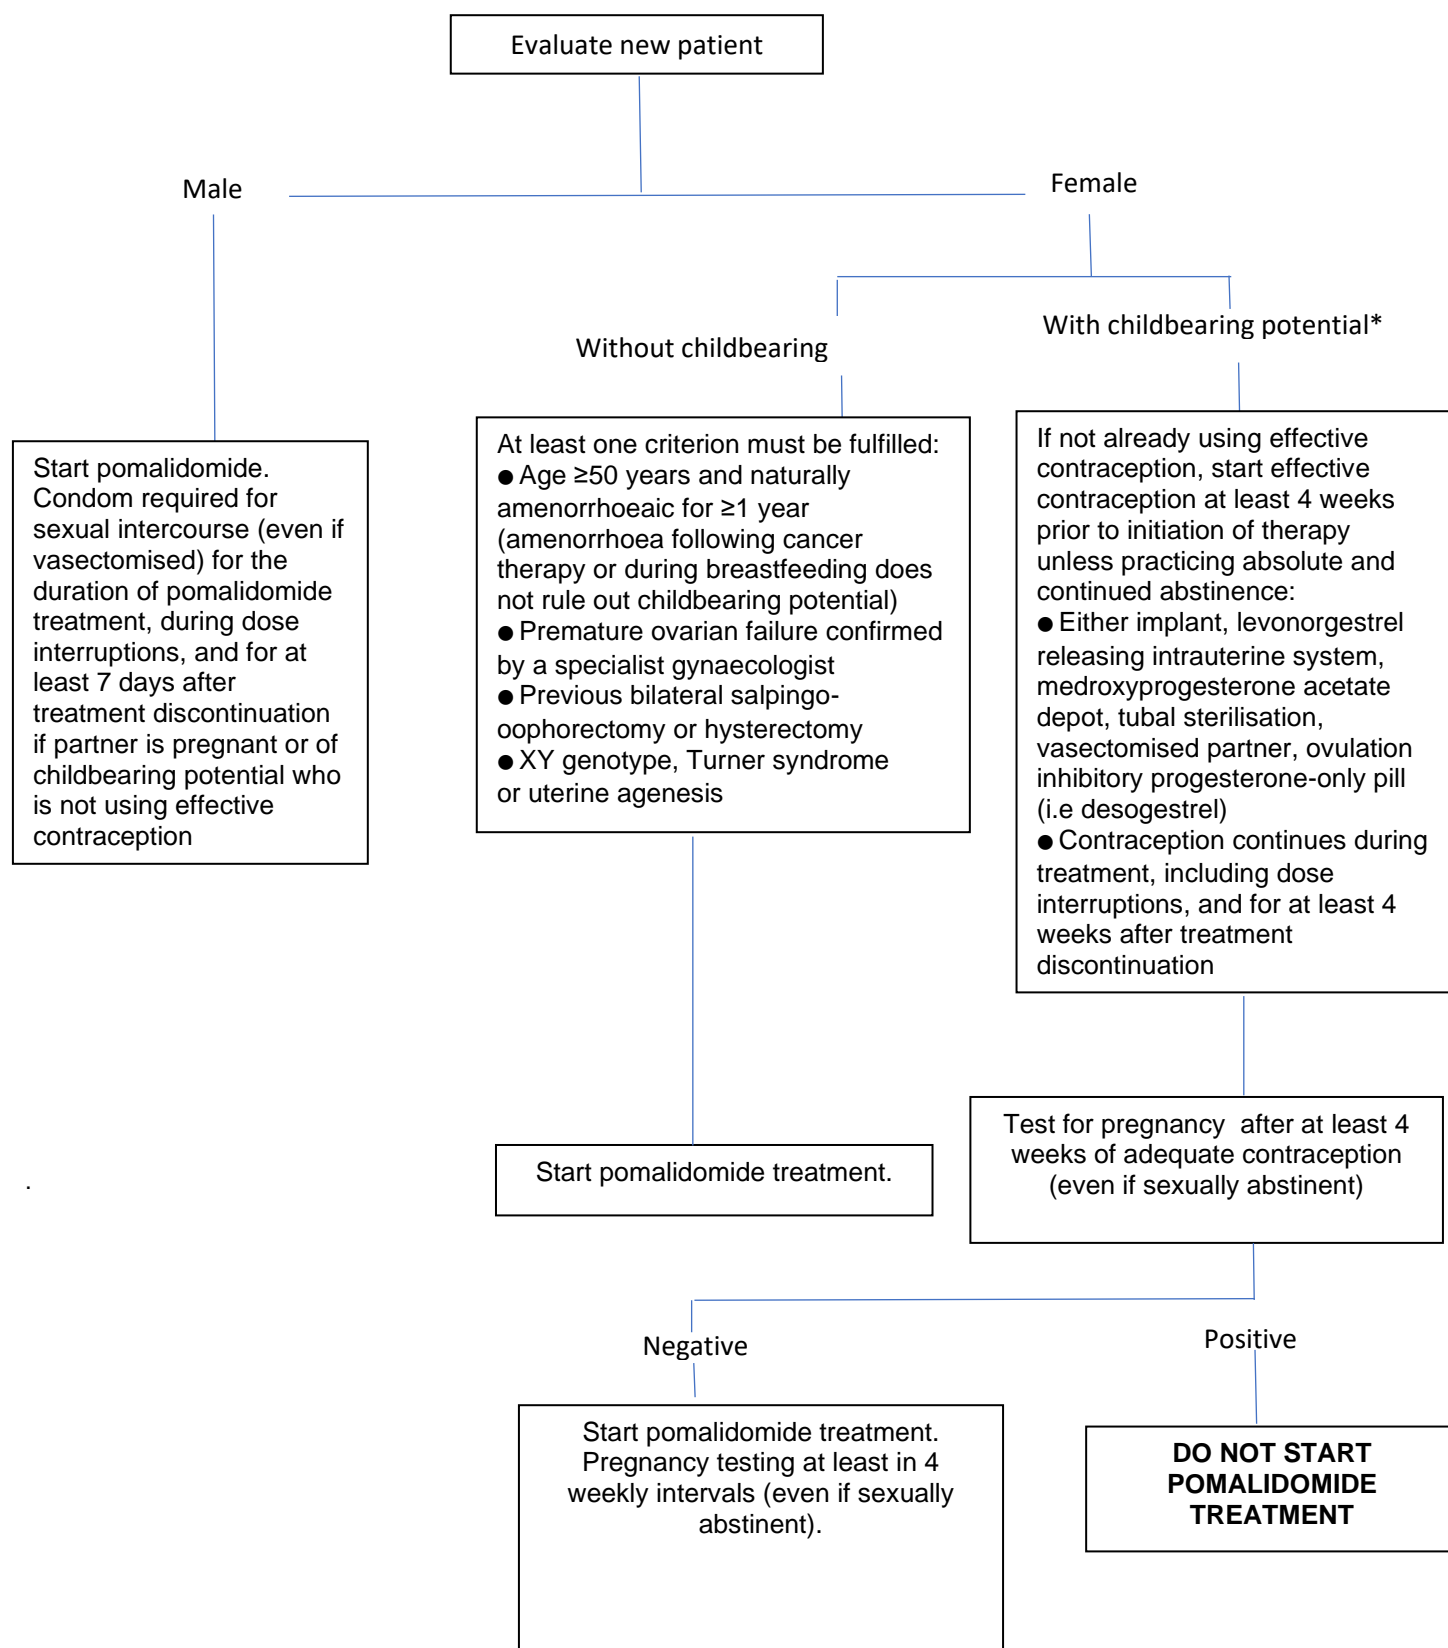 Evaluate new patient
Male
Female
Without childbearing
With childbearing potential*
Start pomalidomide.
Condom required for
sexual intercourse (even if
vasectomised) for the
duration of pomalidomide
treatment, during dose
interruptions, and for at
least 7 days after
treatment discontinuation
if partner is pregnant or of
childbearing potential who
is not using effective
contraception
At least one criterion must be fulfilled:
● Age ≥50 years and naturally
amenorrhoeaic for ≥1 year
(amenorrhoea following cancer
therapy or during breastfeeding does
not rule out childbearing potential)
● Premature ovarian failure confirmed
by a specialist gynaecologist
● Previous bilateral salpingo-
oophorectomy or hysterectomy
● XY genotype, Turner syndrome
or uterine agenesis
If not already using effective
contraception, start effective
contraception at least 4 weeks
prior to initiation of therapy
unless practicing absolute and
continued abstinence:
● Either implant, levonorgestrel
releasing intrauterine system,
medroxyprogesterone acetate
depot, tubal sterilisation,
vasectomised partner, ovulation
inhibitory progesterone-only pill
(i.e desogestrel)
● Contraception continues during
treatment, including dose
interruptions, and for at least 4
weeks after treatment
discontinuation
Start pomalidomide treatment.
Test for pregnancy after at least 4
weeks of adequate contraception
(even if sexually abstinent)
.
Negative
Positive
Start pomalidomide treatment.
Pregnancy testing at least in 4
weekly intervals (even if sexually
abstinent).
DO NOT START
POMALIDOMIDE
TREATMENT